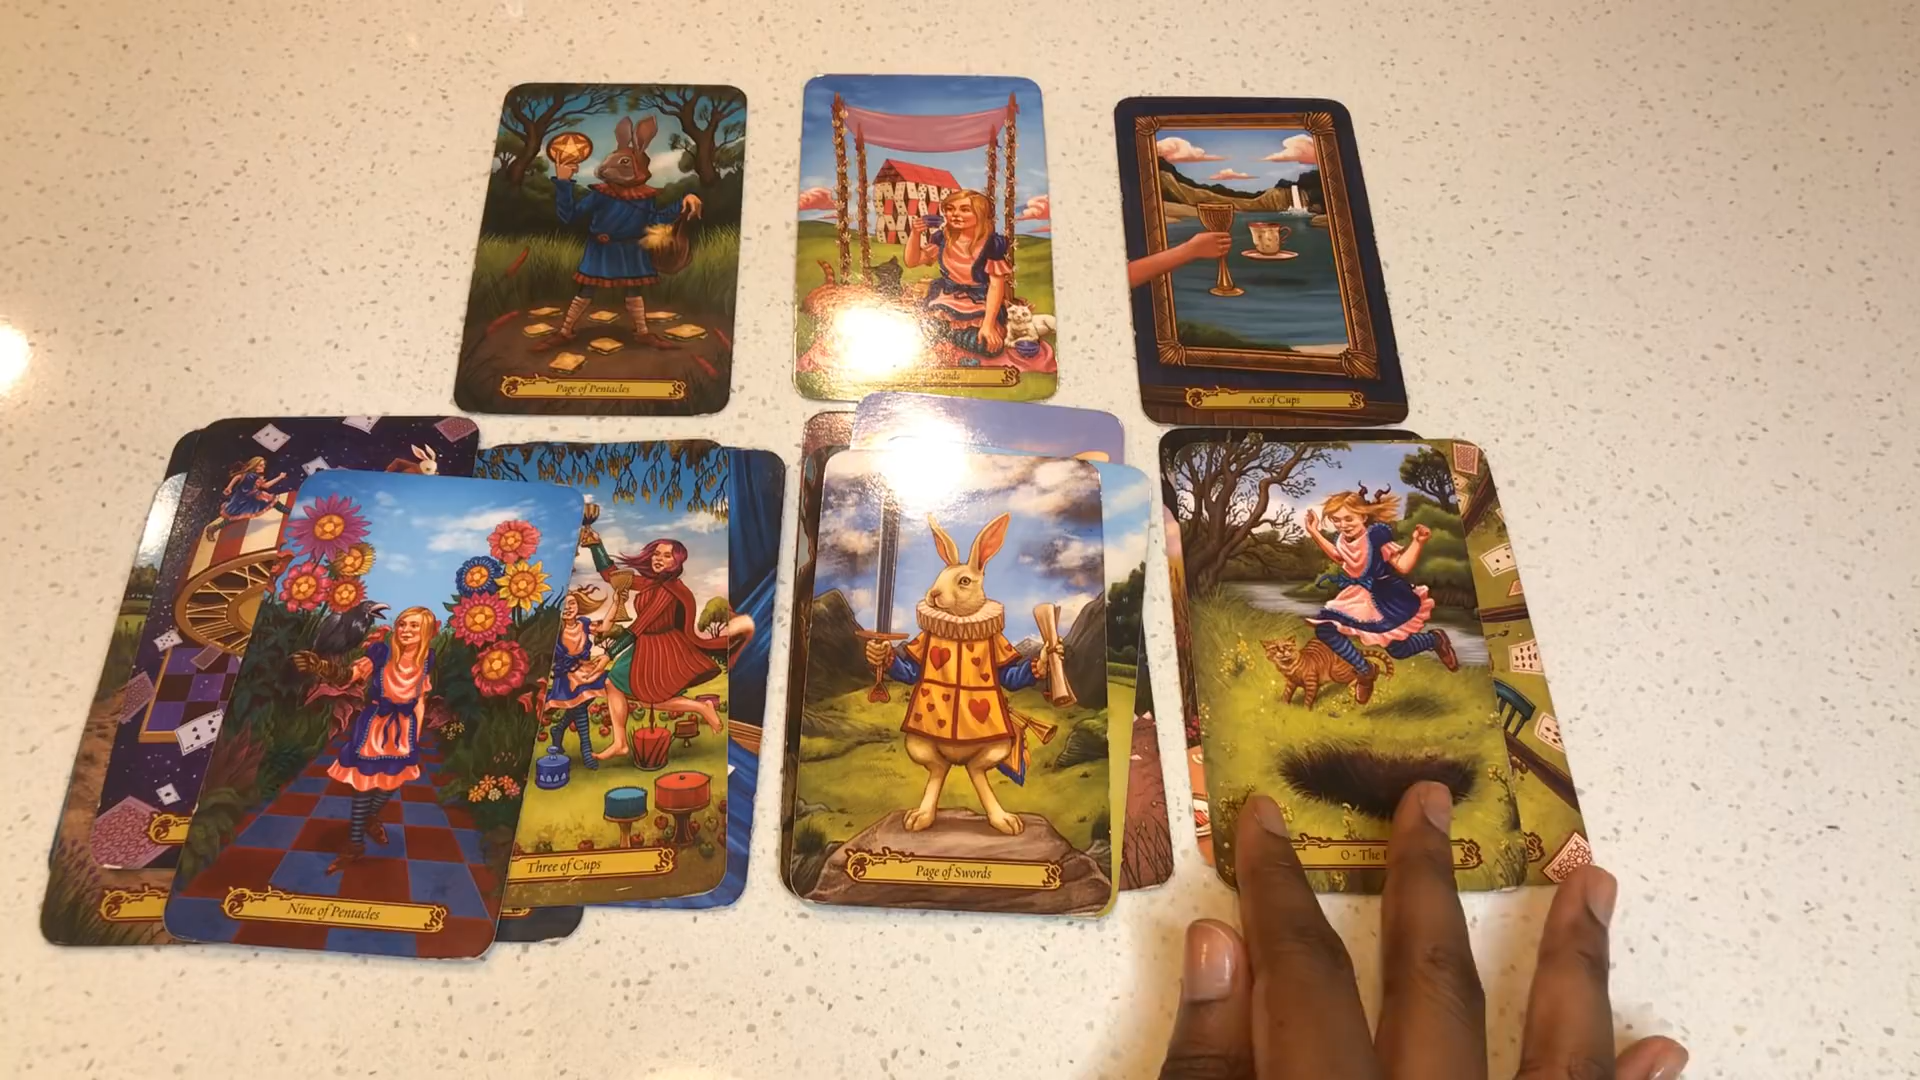 Page of Pentacles
Wands
Ace of Cups
Three of Cups
Nine of Pentacles
Page of Swords
0 • The